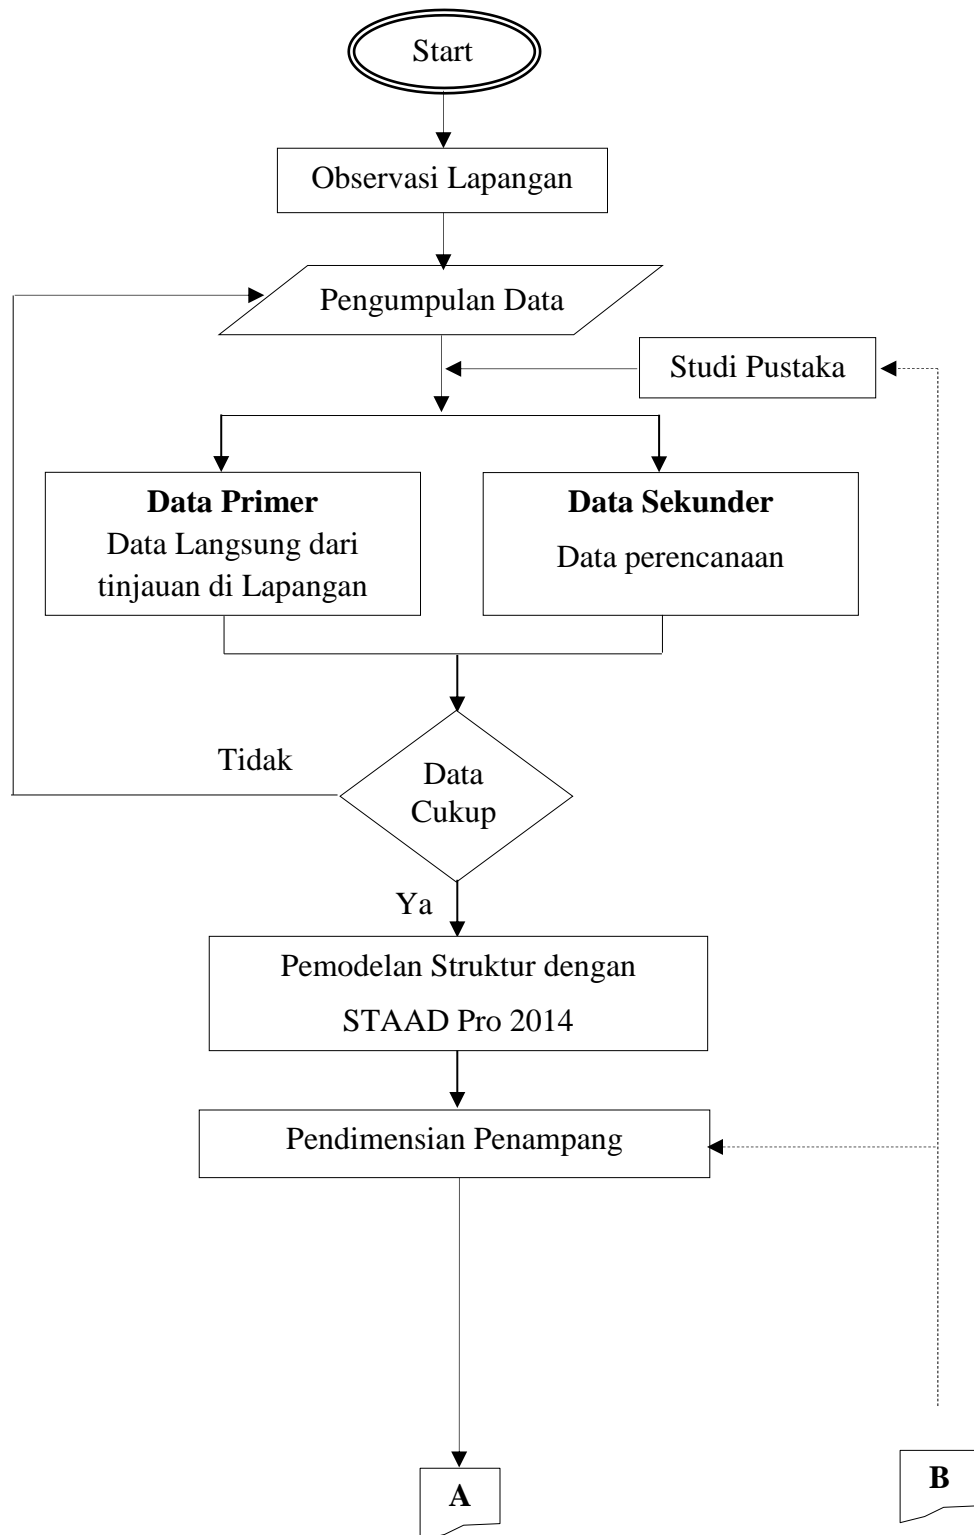 Start
Observasi Lapangan
Pengumpulan Data
Studi Pustaka
Data Primer
Data Langsung dari
tinjauan di Lapangan
Data Sekunder
Data perencanaan
Tidak
Data
Cukup
Ya
Pemodelan Struktur dengan
STAAD Pro 2014
Pendimensian Penampang
A
B